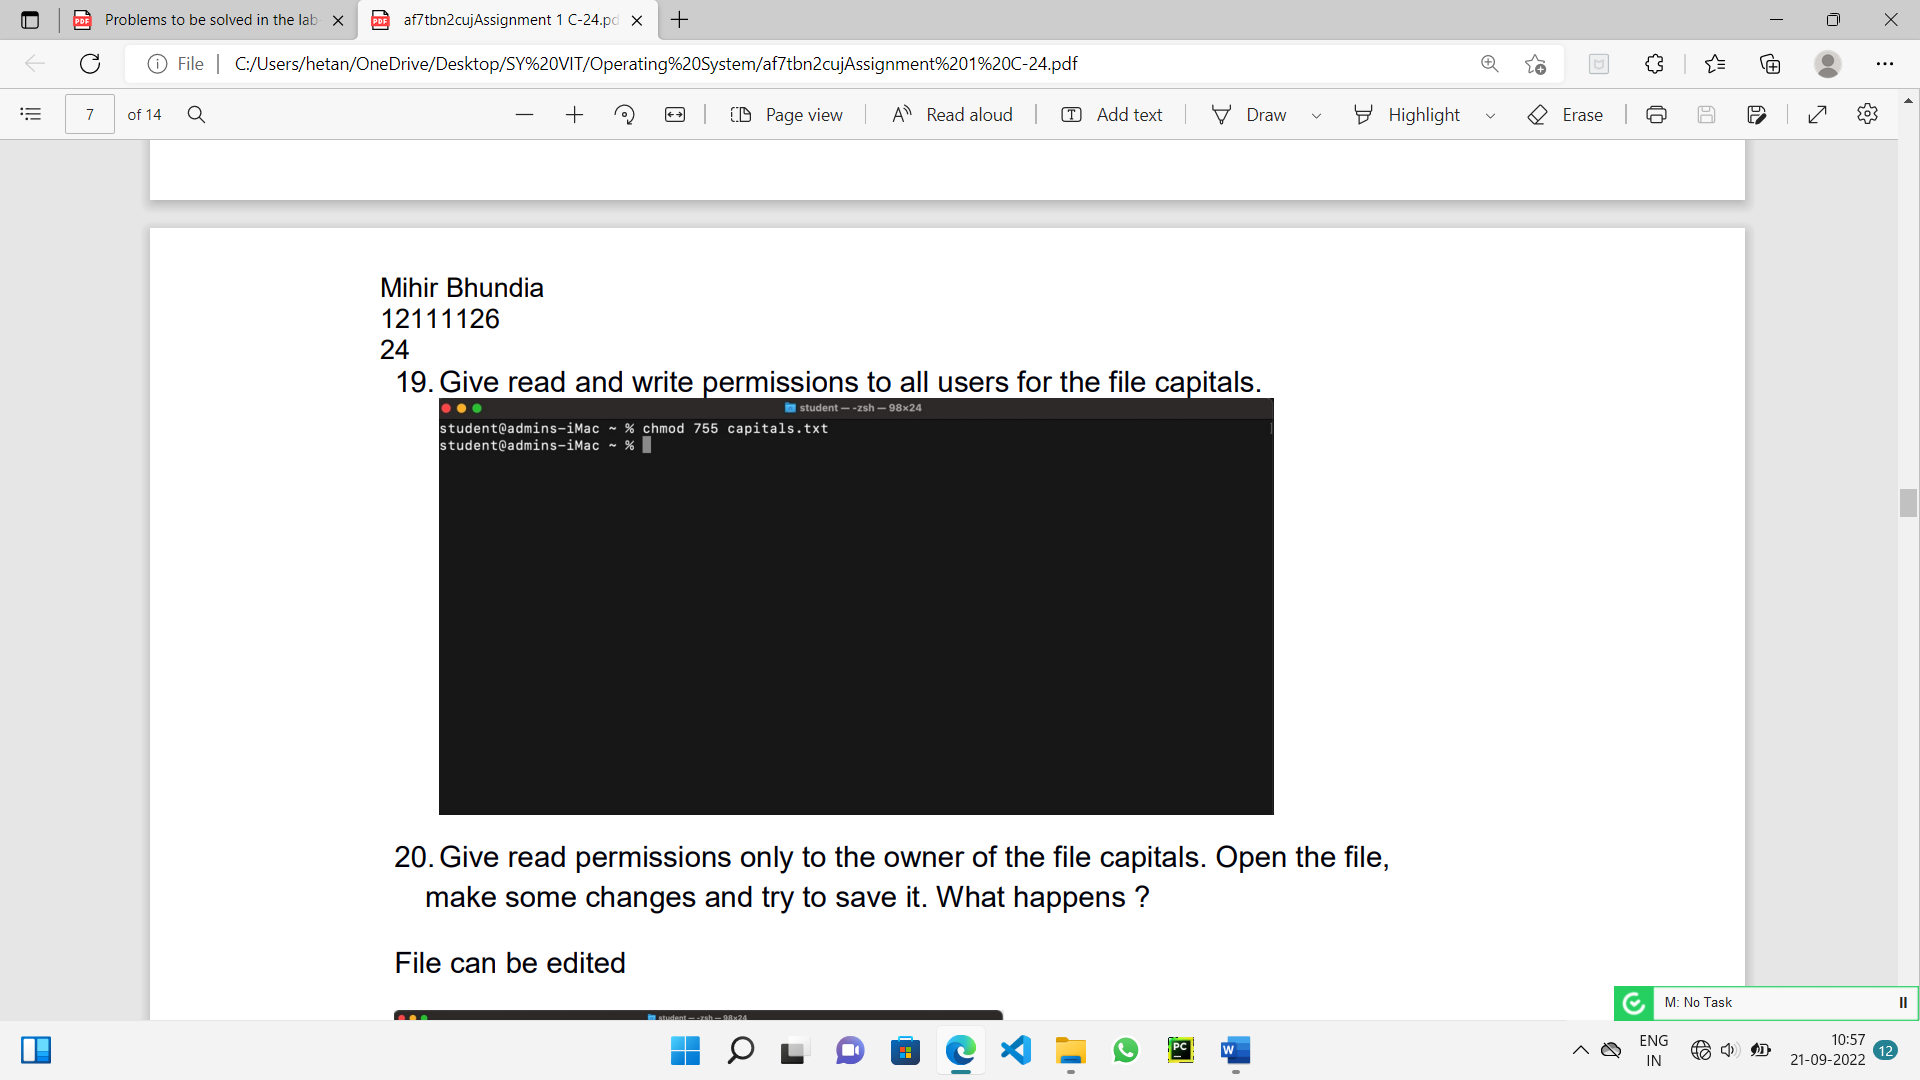 Problems to be solved in the lab
af7tbn2cujAssignment 1 C-24.pd
File
C:/Users/hetan/OneDrive/Desktop/SY%20VIT/Operating%20System/af7tbn2cujAssignment%201%20C-24.pdf
7 of 14
Page view
Read aloud
Add text
Draw
Highlight
Erase
Mihir Bhundia
12111126
24
19. Give read and write permissions to all users for the file capitals.
student — -zsh — 98×24
student@admins-iMac ~ % chmod 755 capitals.txt
student@admins-iMac ~ %
20. Give read permissions only to the owner of the file capitals. Open the file,
make some changes and try to save it. What happens ?
File can be edited
student — -zsh — 98×24
M: No Task
ENG
IN
10:57
21-09-2022
12